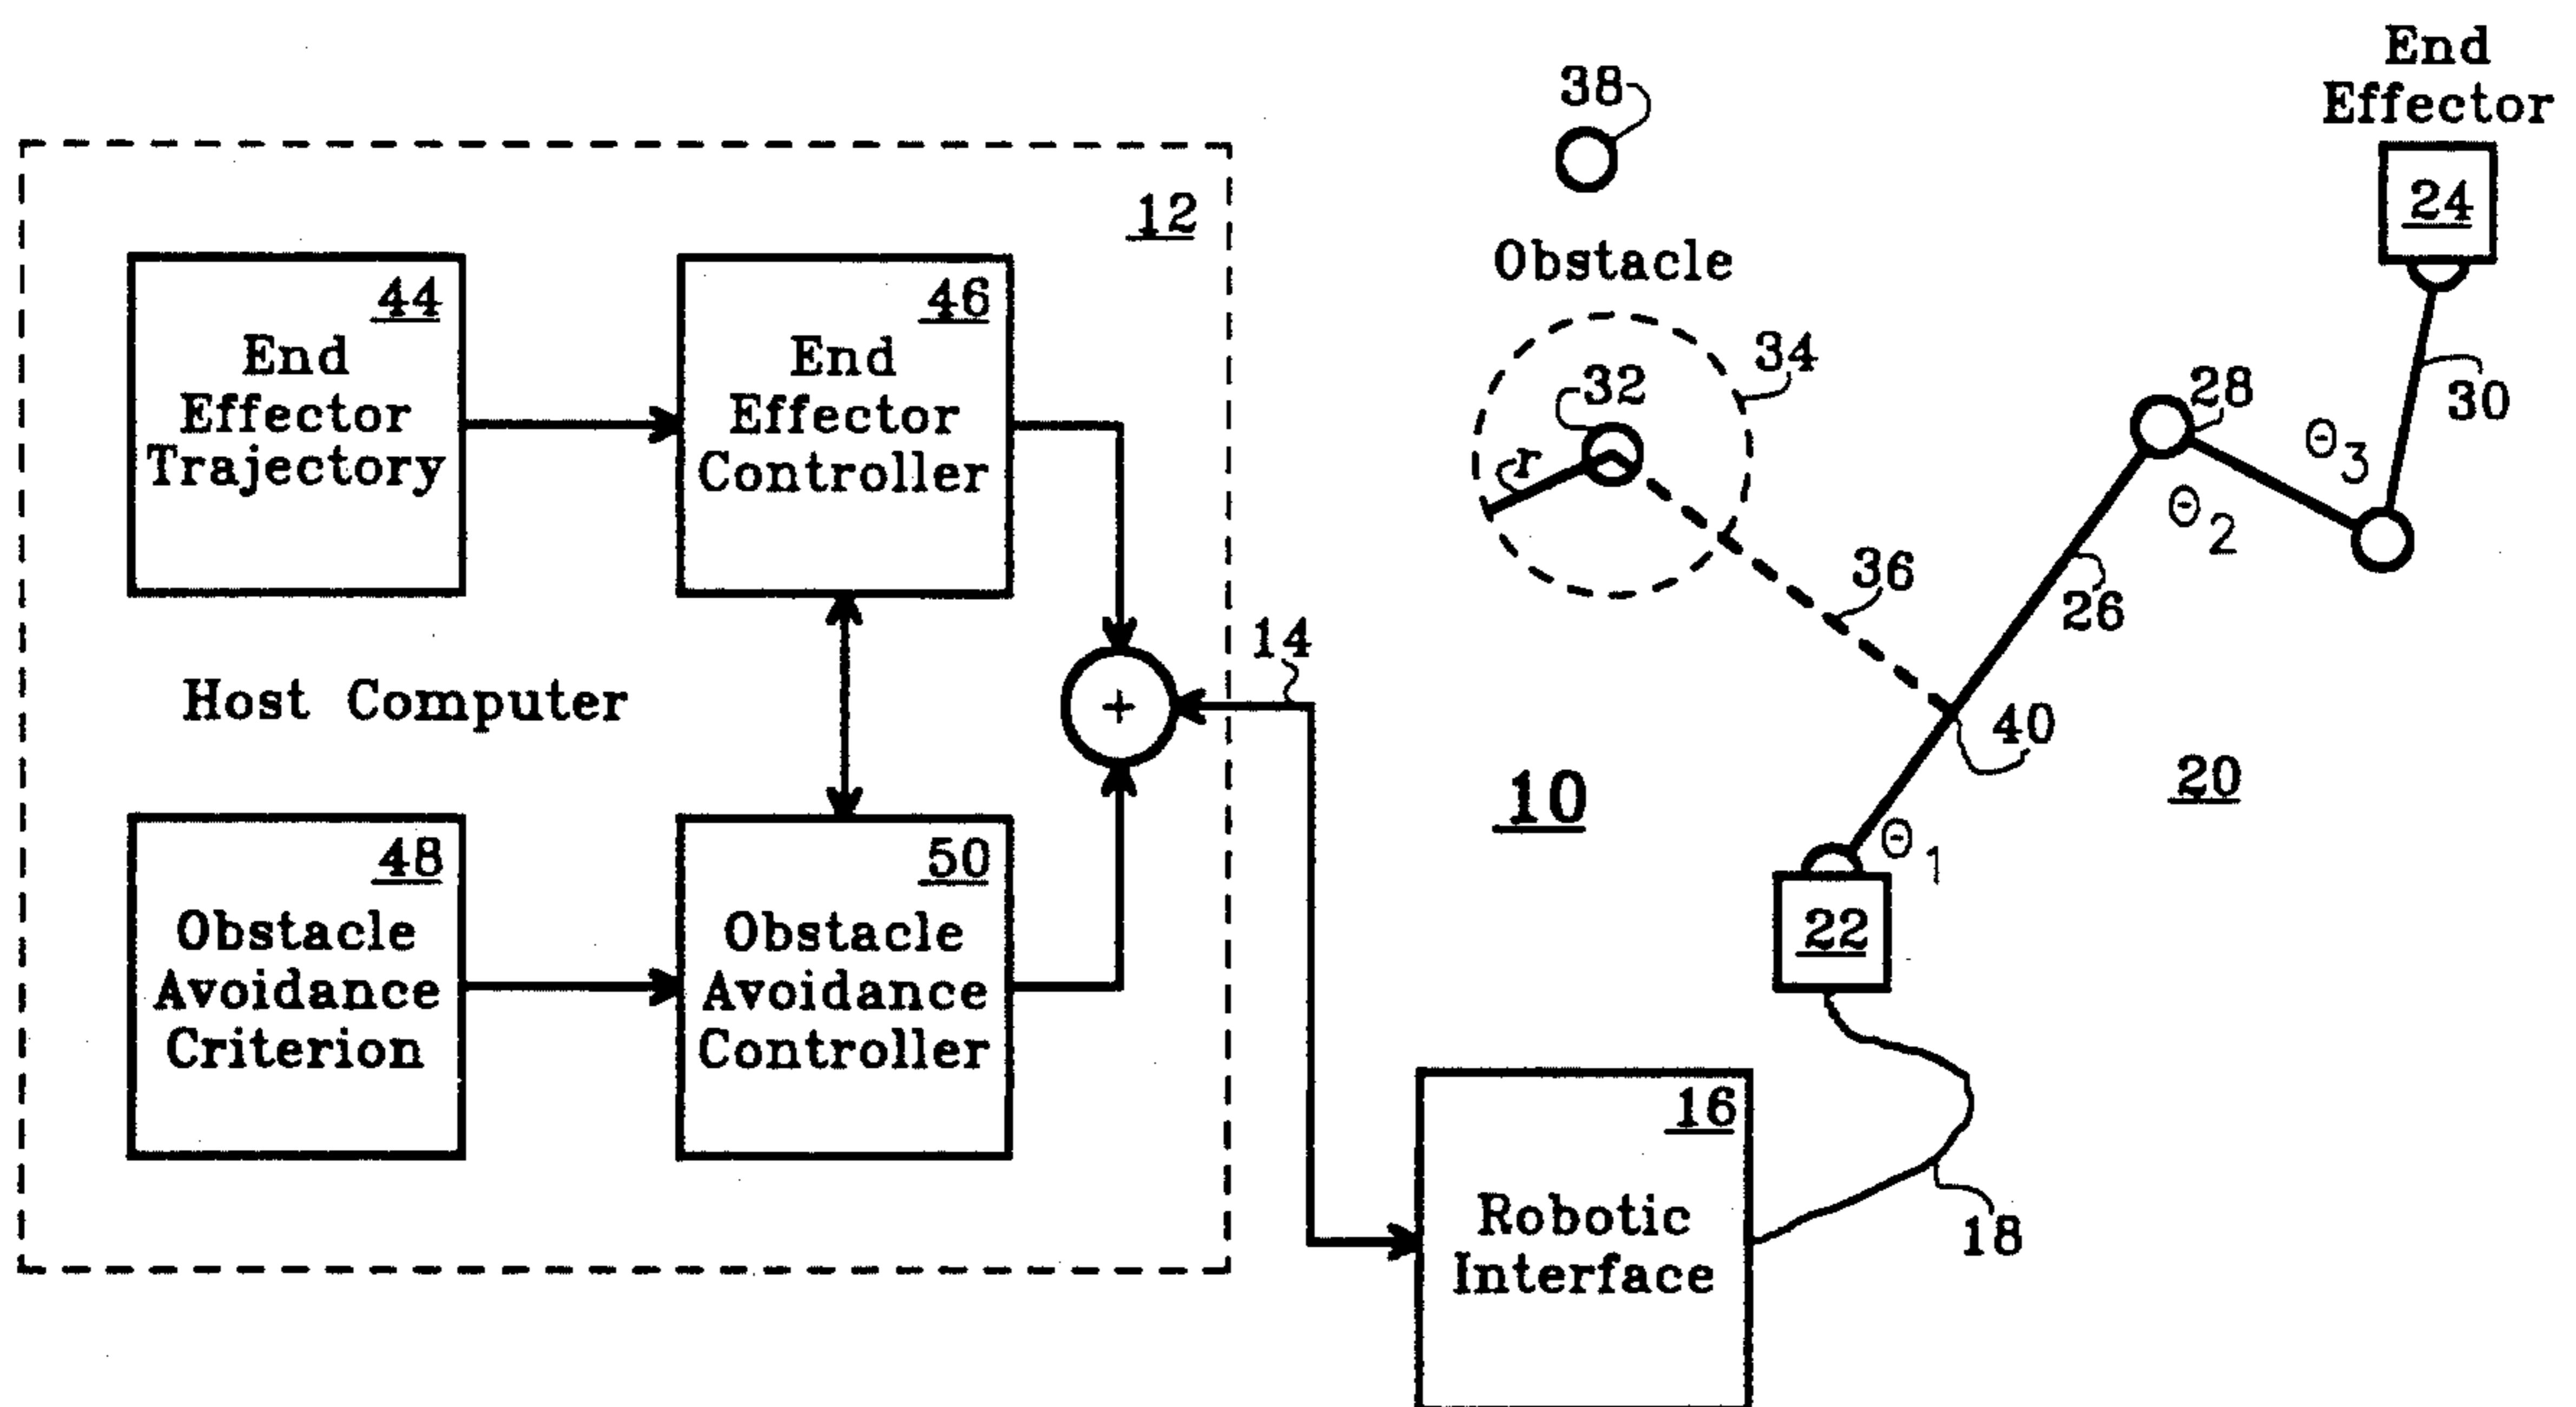 12
44
End
Effector
Trajectory
46
End
Effector
Controller
Host Computer
+
48
Obstacle
Avoidance
Criterion
50
Obstacle
Avoidance
Controller
14
16
Robotic
Interface
18
10
38
Obstacle
32
34
r
36
End
Effector
24
28
30
Θ3
Θ2
26
40
20
Θ1
22